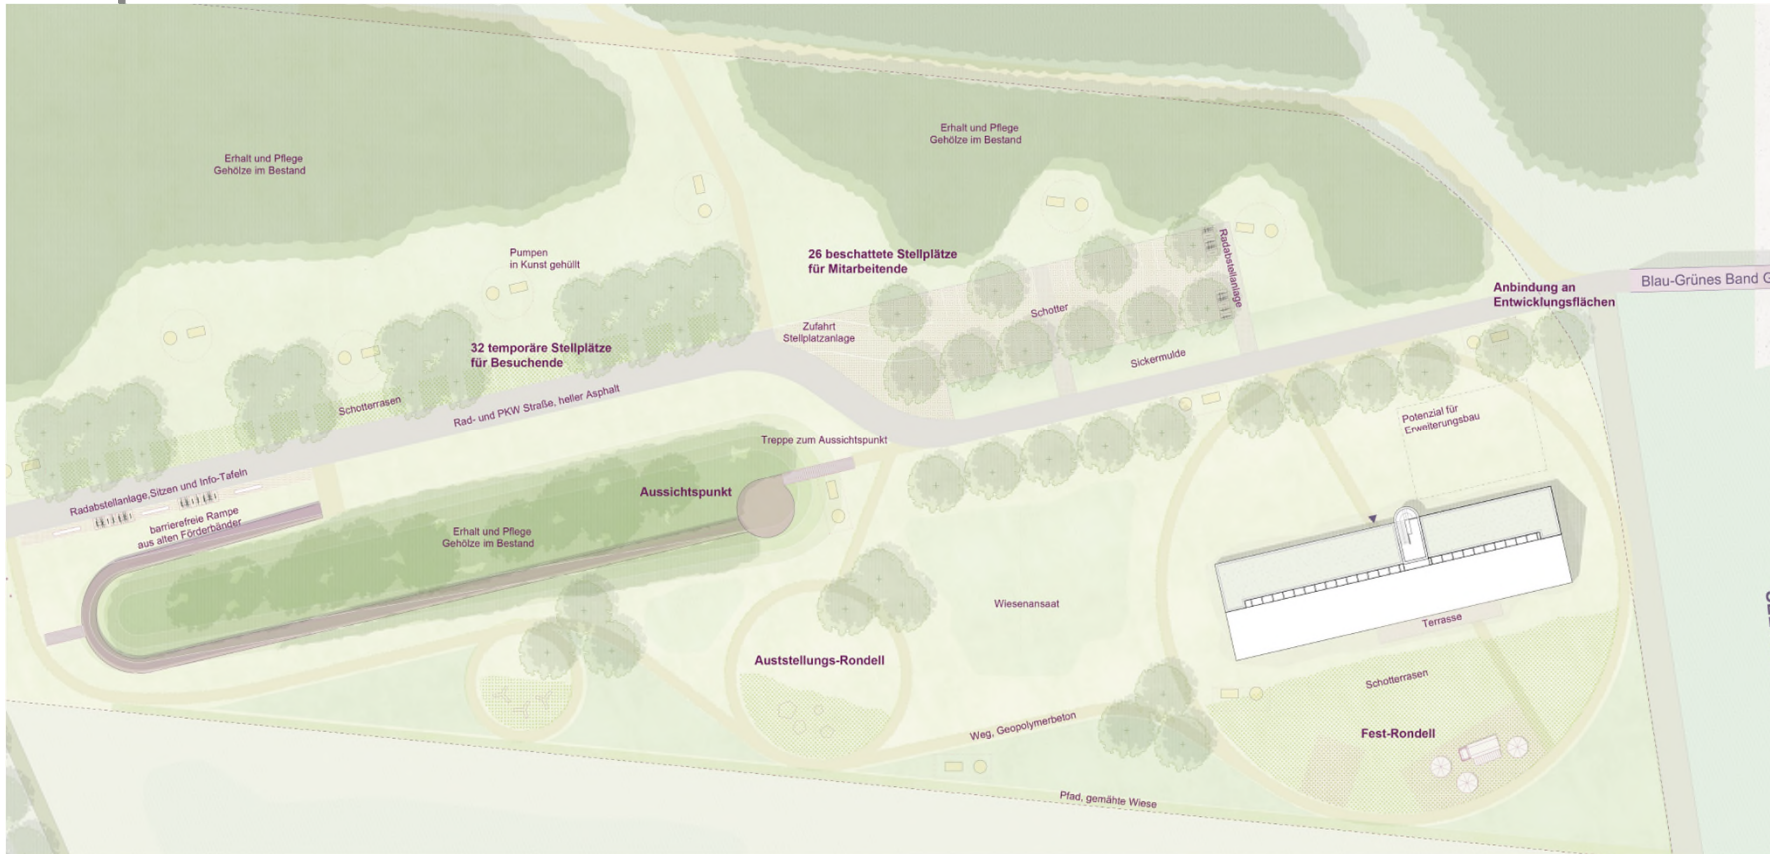 Erhalt und Pflege
Gehölze im Bestand
Erhalt und Pflege
Gehölze im Bestand
Pumpen
in Kunst gehüllt
26 beschattete Stellplätze
für Mitarbeitende
Radabstellanlage
Blau-Grünes Band G
Anbindung an
Entwicklungsflächen
Schotter
Zufahrt
Stellplatzanlage
32 temporäre Stellplätze
für Besuchende
Sickermulde
Schotterrasen
Rad- und PKW Straße, heller Asphalt
Potenzial für
Erweiterungsbau
Treppe zum Aussichtspunkt
Radabstellanlage,Sitzen und Info-Tafeln
Aussichtspunkt
barrierefreie Rampe
aus alten Förderbänder
Erhalt und Pflege
Gehölze im Bestand
Wiesenansaat
Terrasse
Auststellungs-Rondell
Schotterrasen
Weg, Geopolymerbeton
Fest-Rondell
Pfad, gemähte Wiese